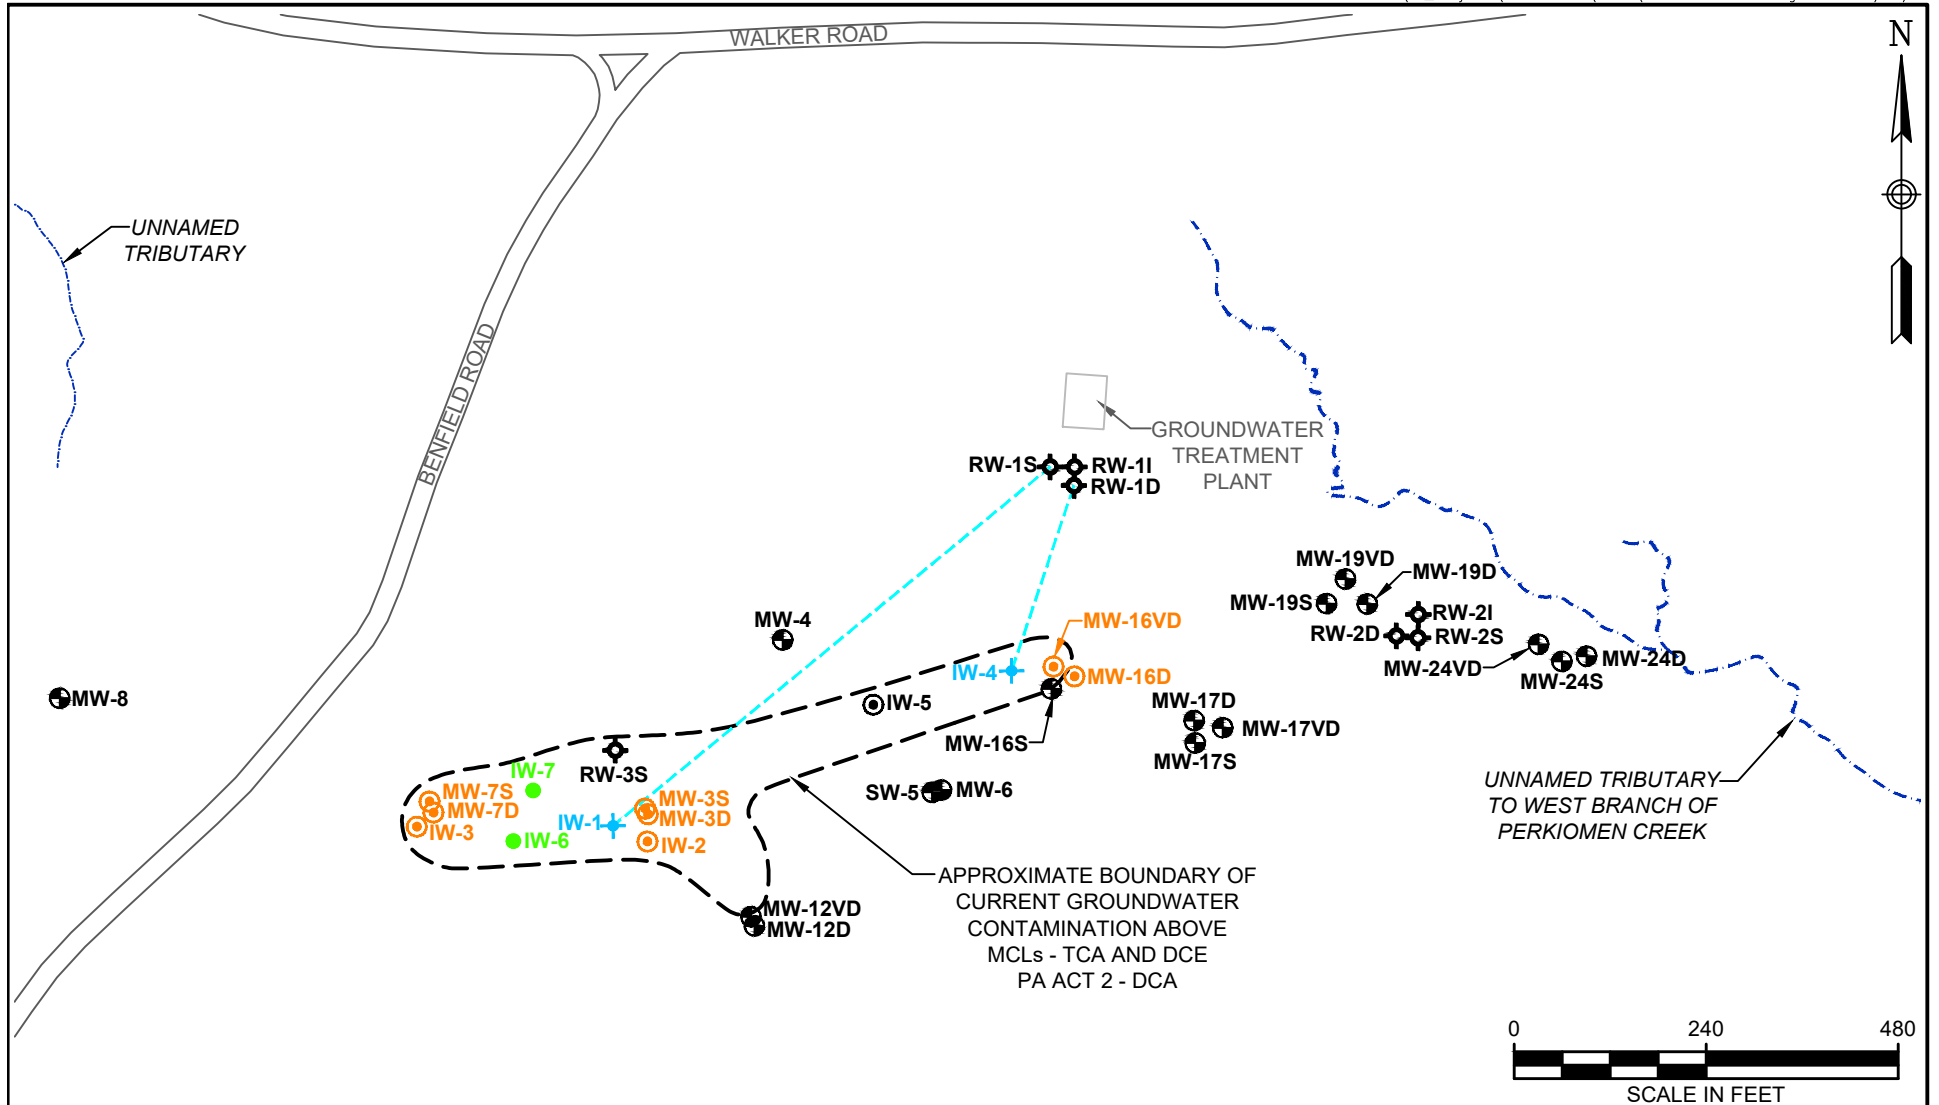 WALKER ROAD
N
UNNAMED
TRIBUTARY
BENFIELD ROAD
GROUNDWATER
TREATMENT
PLANT
RW-1S
RW-1I
RW-1D
MW-19VD
MW-19D
MW-19S
RW-2I
RW-2D
RW-2S
MW-4
MW-16VD
MW-24VD
MW-24D
MW-24S
IW-4
MW-16D
MW-8
IW-5
MW-17D
MW-17VD
MW-16S
MW-17S
RW-3S
IW-7
MW-7S
MW-7D
IW-3
IW-6
IW-1
MW-3S
MW-3D
IW-2
SW-5
MW-6
UNNAMED TRIBUTARY
TO WEST BRANCH OF
PERKIOMEN CREEK
MW-12VD
MW-12D
APPROXIMATE BOUNDARY OF
CURRENT GROUNDWATER
CONTAMINATION ABOVE
MCLs - TCA AND DCE
PA ACT 2 - DCA
0 240 480
SCALE IN FEET